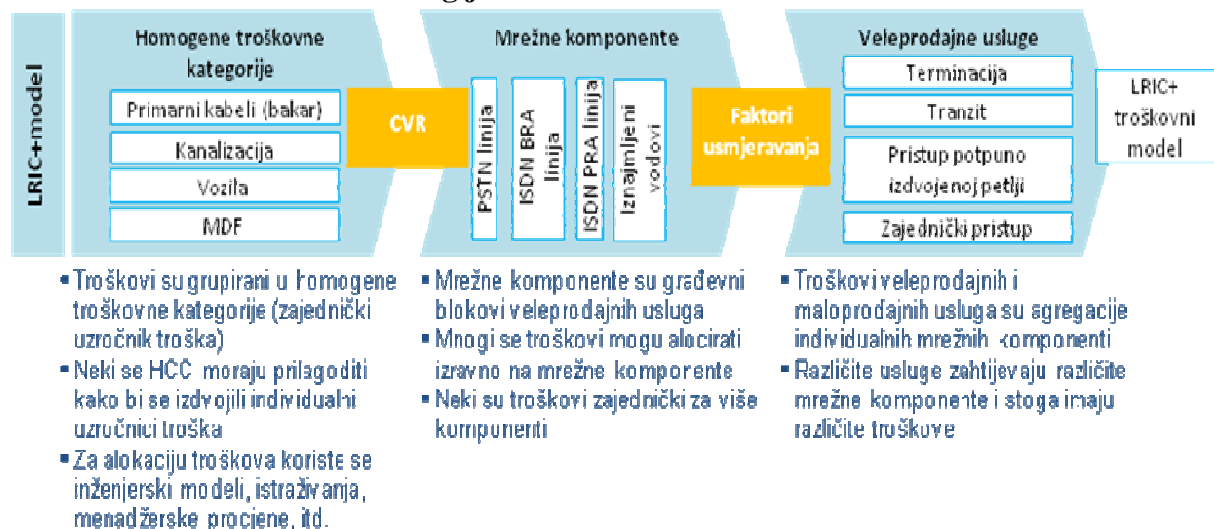 LRIC+model
Homogene troškovne
kategorije
Primarni kabeli (bakar)
Kanalizacija
Vozila
MDF
CVR
Mrežne komponente
PSTN linija
ISDN BRA
linija
ISDN PRA linija
Iznajmljeni
vodovi
Faktori
usmjeravanja
Veleprodajne usluge
Terminacija
Tranzit
Pristup potpuno
izdvojenoj petlji
Zajednički pristup
LRIC+
troškovni
model
▪ Troškovi su grupirani u homogene
troškovne kategorije (zajednički
uzročnik troška)
▪ Neki se HCC moraju prilagoditi
kako bi se izdvojili individualni
uzročnici troška
▪ Za alokaciju troškova koriste se
inženjerski modeli, istraživanja,
menadžerske procjene, itd.
▪ Mrežne komponente su građevni
blokovi veleprodajnih usluga
▪ Mnogi se troškovi mogu alocirati
izravno na mrežne komponente
▪ Neki su troškovi zajednički za više
komponenti
▪ Troškovi veleprodajnih i
maloprodajnih usluga su agregacije
individualnih mrežnih komponenti
▪ Različite usluge zahtijevaju različite
mrežne komponente i stoga imaju
različite troškove